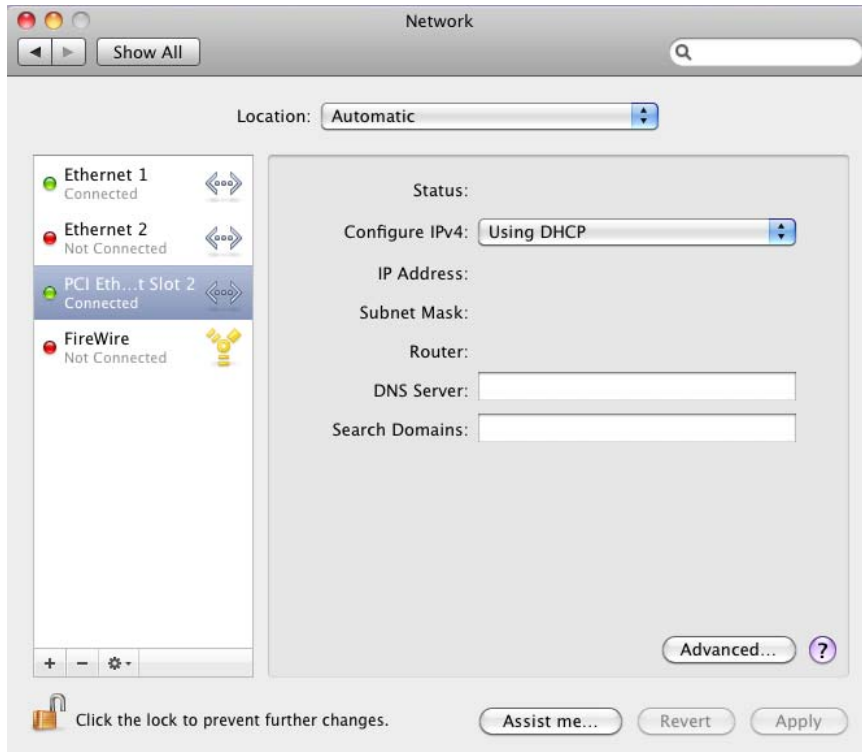 Network
Show All
Location: Automatic
Ethernet 1
Connected
Ethernet 2
Not Connected
PCI Eth...t Slot 2
Connected
FireWire
Not Connected
Status:
Configure IPv4: Using DHCP
IP Address:
Subnet Mask:
Router:
DNS Server:
Search Domains:
Advanced... ?
Click the lock to prevent further changes.
Assist me... Revert Apply